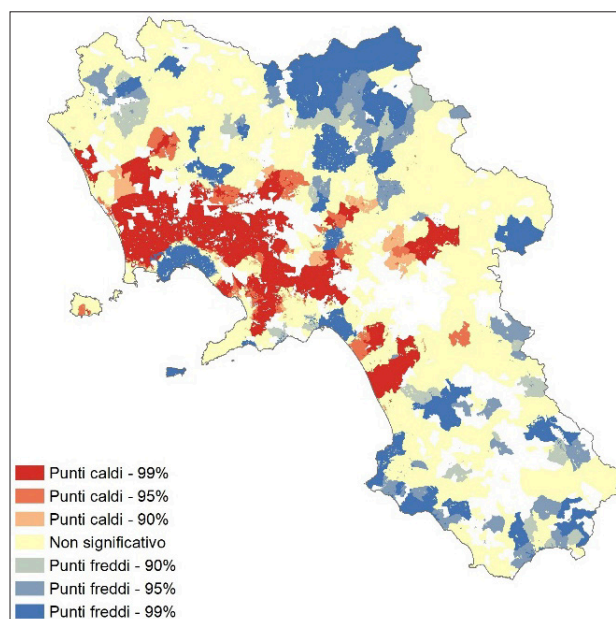 Punti caldi - 99%
Punti caldi - 95%
Punti caldi - 90%
Non significativo
Punti freddi - 90%
Punti freddi - 95%
Punti freddi - 99%